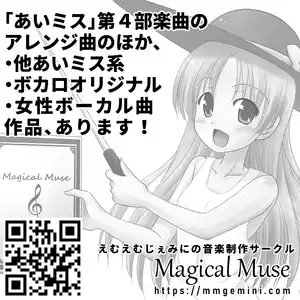 「あいミス」第４部楽曲の
アレンジ曲のほか、
・他あいミス系
・ボカロオリジナル
・女性ボーカル曲
作品、あります！
Magical Muse
えむえむじぇみにの音楽制作サークル
Magical Muse
https://mmgemini.com